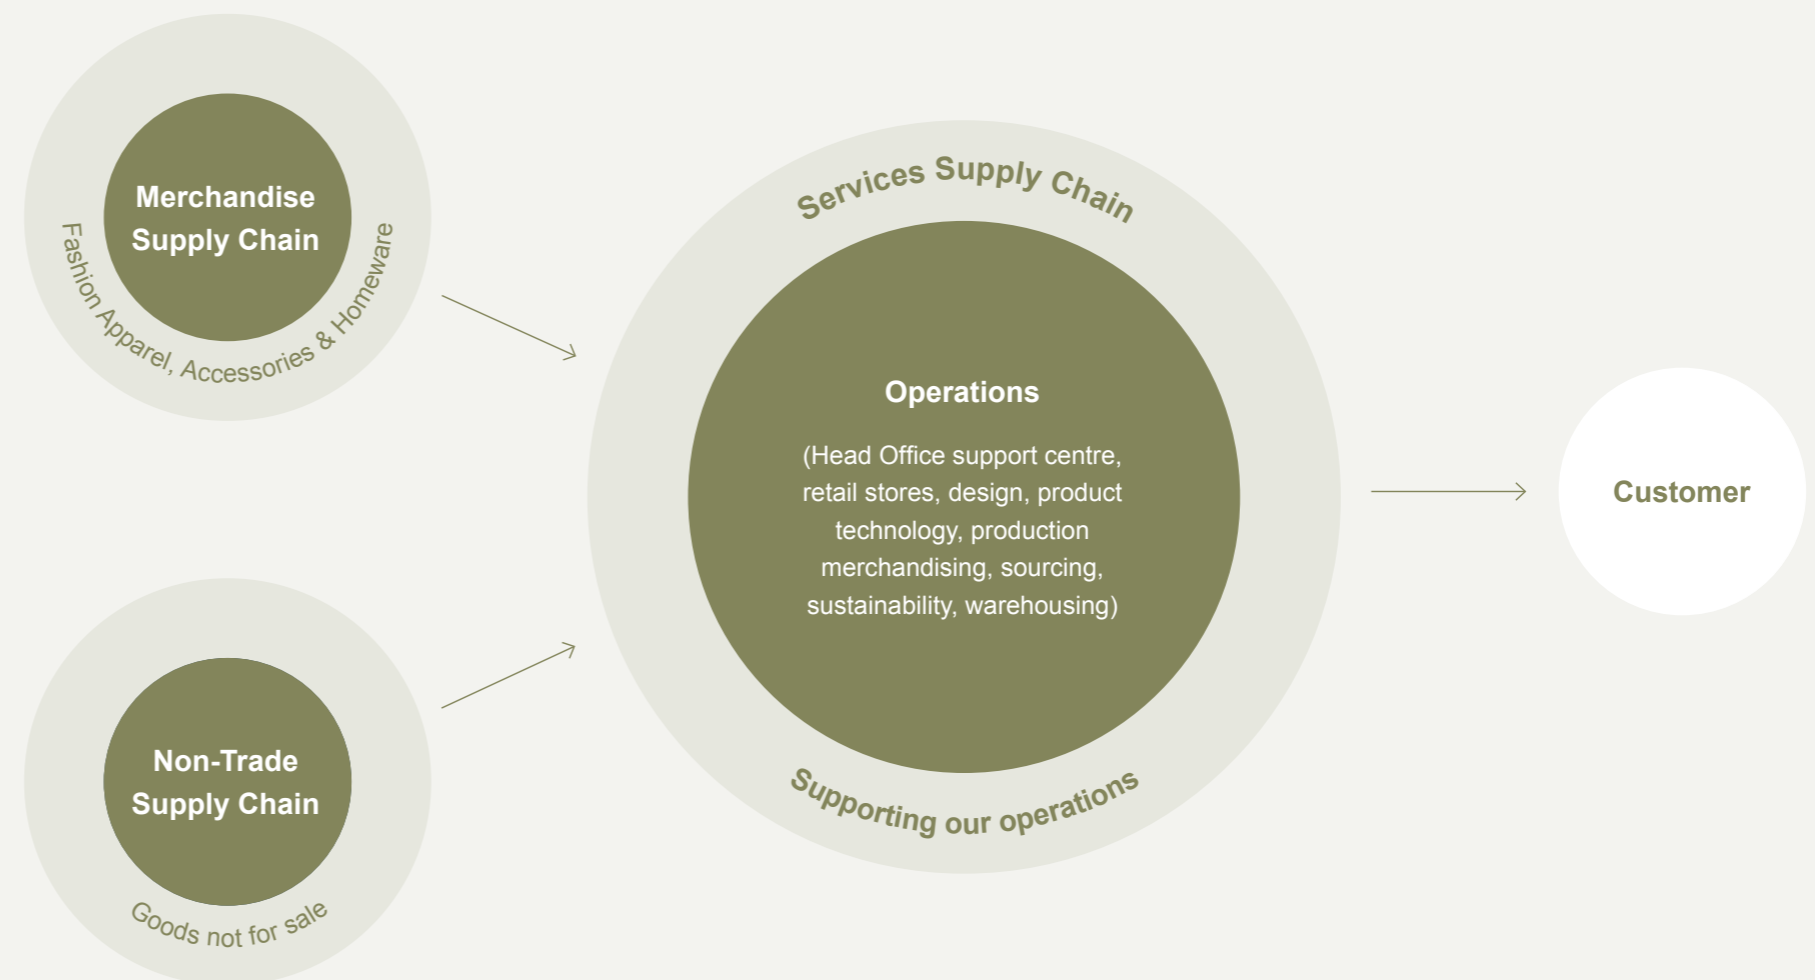 Merchandise
Supply Chain
Fashion Apparel, Accessories & Homeware
Non-Trade
Supply Chain
Goods not for sale
Services Supply Chain
Operations
(Head Office support centre,
retail stores, design, product
technology, production
merchandising, sourcing,
sustainability, warehousing)
Supporting our operations
Customer